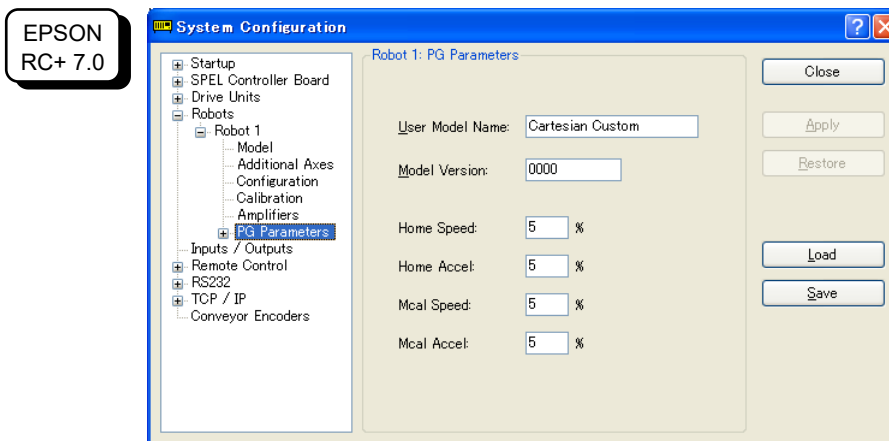 EPSON
RC+ 7.0
System Configuration
Startup
SPEL Controller Board
Drive Units
Robots
Robot 1
Model
Additional Axes
Configuration
Calibration
Amplifiers
PG Parameters
Inputs / Outputs
Remote Control
RS232
TCP / IP
Conveyor Encoders
Robot 1: PG Parameters
User Model Name: Cartesian Custom
Model Version: 0000
Home Speed: 5 %
Home Accel: 5 %
Mcal Speed: 5 %
Mcal Accel: 5 %
Close
Apply
Restore
Load
Save